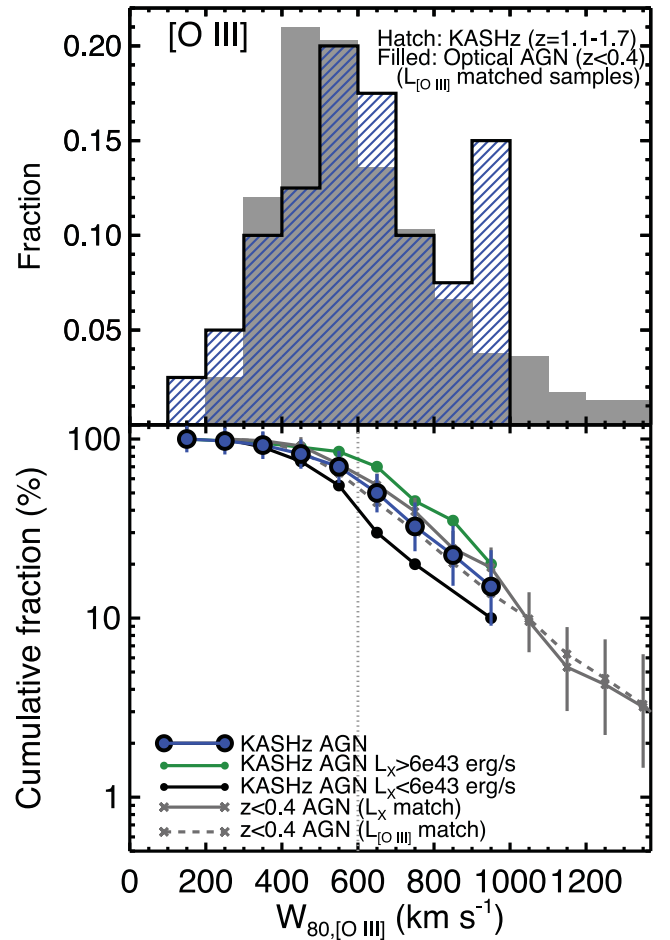 [O III]
Hatch: KASHz (z=1.1-1.7)
Filled: Optical AGN (z<0.4)
(L[O III] matched samples)
Fraction
0.20
0.15
0.10
0.05
Cumulative fraction (%)
100
10
1
KASHz AGN
KASHz AGN LX>6e43 erg/s
KASHz AGN LX<6e43 erg/s
z<0.4 AGN (LX match)
z<0.4 AGN (L[O III] match)
0 200 400 600 800 1000 1200
W80,[O III] (km s-1)